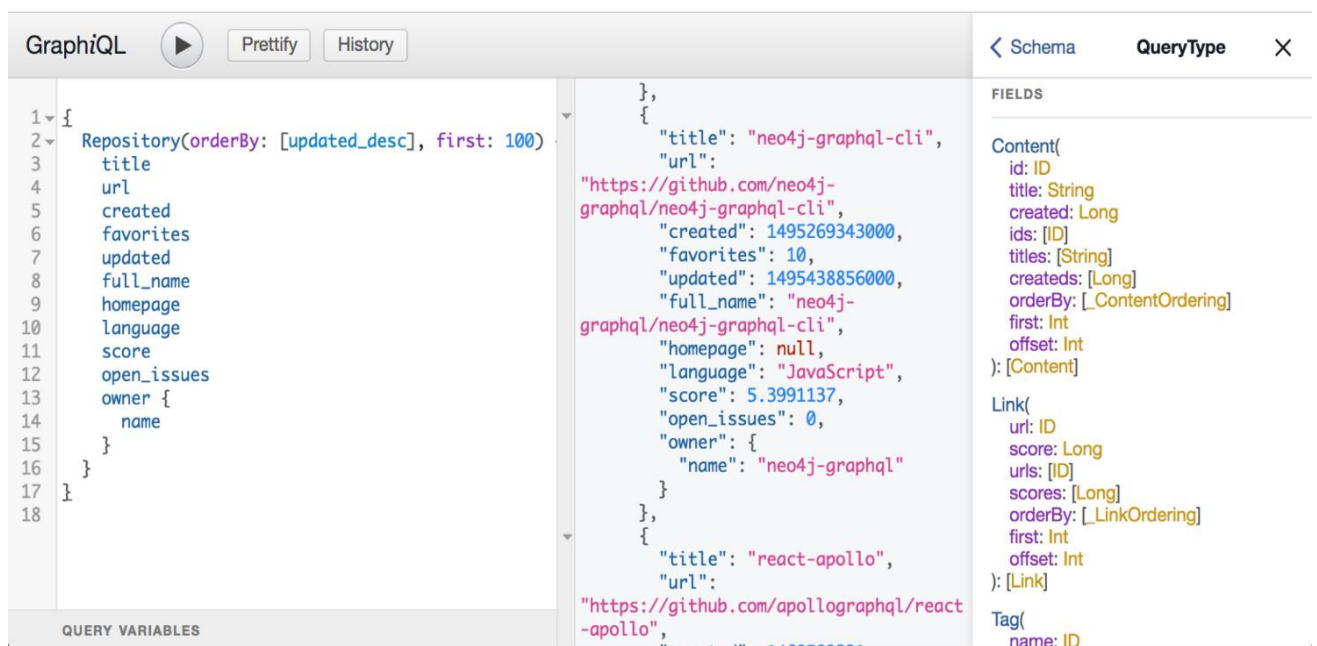 GraphiQL
Prettify
History
1 {
2 Repository(orderBy: [updated_desc], first: 100)
3 title
4 url
5 created
6 favorites
7 updated
8 full_name
9 homepage
10 language
11 score
12 open_issues
13 owner {
14 name
15 }
16 }
17 }
18
QUERY VARIABLES
},
{
"title": "neo4j-graphql-cli",
"url":
"https://github.com/neo4j-
graphql/neo4j-graphql-cli",
"created": 1495269343000,
"favorites": 10,
"updated": 1495438856000,
"full_name": "neo4j-
graphql/neo4j-graphql-cli",
"homepage": null,
"language": "JavaScript",
"score": 5.3991137,
"open_issues": 0,
"owner": {
"name": "neo4j-graphql"
}
},
{
"title": "react-apollo",
"url":
"https://github.com/apollographql/react
-apollo",
Schema
QueryType
FIELDS
Content(
id: ID
title: String
created: Long
ids: [ID]
titles: [String]
createds: [Long]
orderBy: [_ContentOrdering]
first: Int
offset: Int
): [Content]
Link(
url: ID
score: Long
urls: [ID]
scores: [Long]
orderBy: [_LinkOrdering]
first: Int
offset: Int
): [Link]
Tag(
name: ID